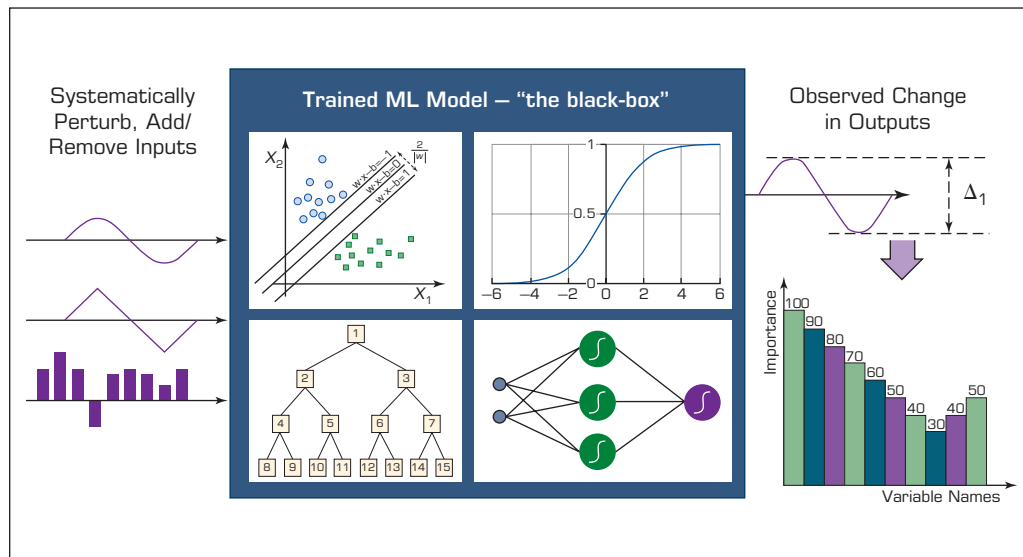 Systematically
Perturb, Add/
Remove Inputs
Trained ML Model – “the black-box”
X2
w·x–b=–1
w·x–b=0
w·x–b=1
2
|w|
X1
1
0.5
0
–6 –4 –2 0 2 4 6
1
2 3
4 5 6 7
8 9 10 11 12 13 14 15
Observed Change
in Outputs
Δ1
Importance
100
90
80
70
60
50
40
30
40
50
Variable Names